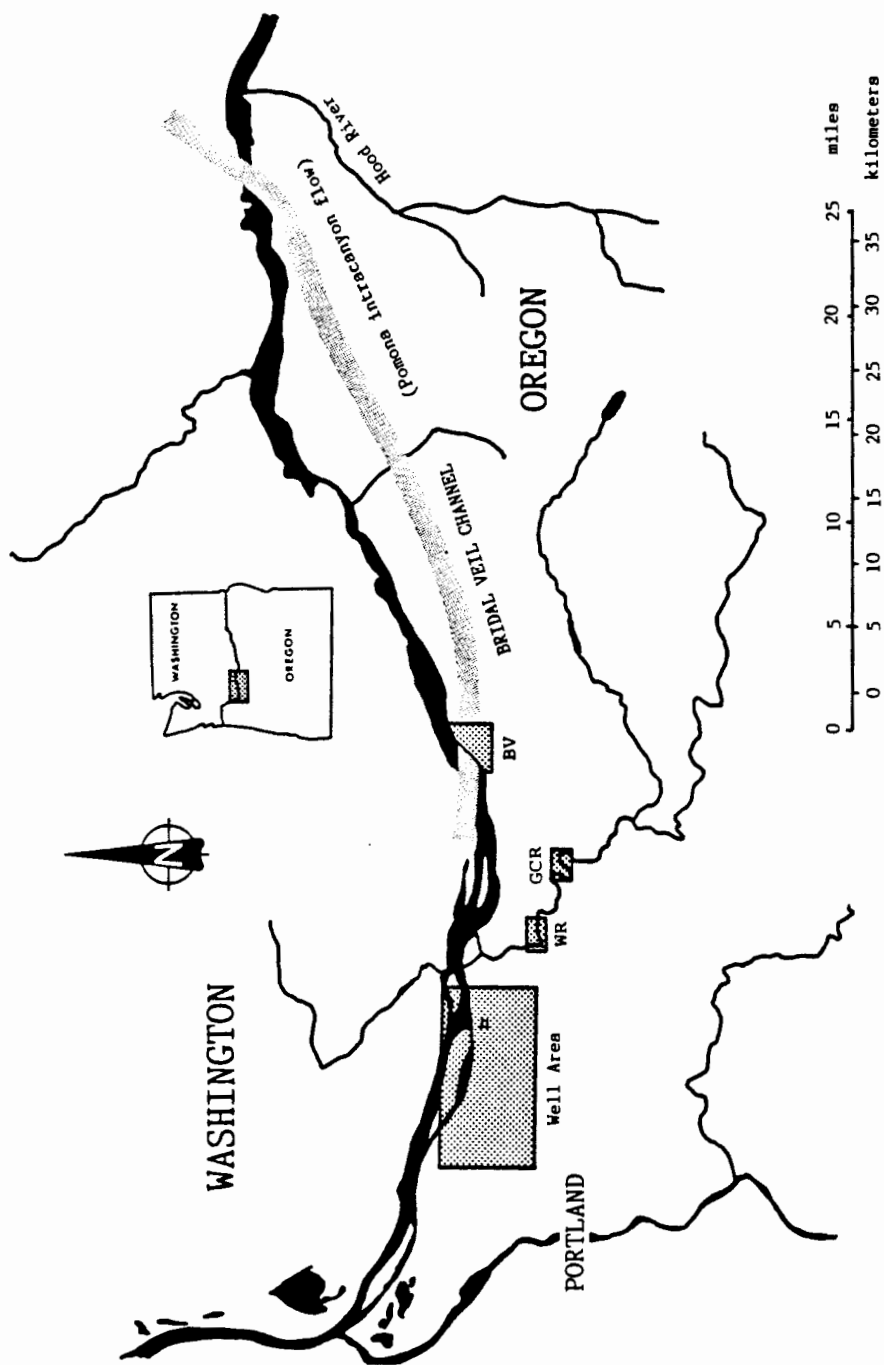 WASHINGTON
N
WASHINGTON
OREGON
Hood River
(Pomona intracanyon flow)
BRIDAL VEIL CHANNEL
OREGON
BV
GCR
WR
#
Well Area
PORTLAND
0 5 10 15 20 25 miles
0 5 10 15 20 25 30 35 kilometers